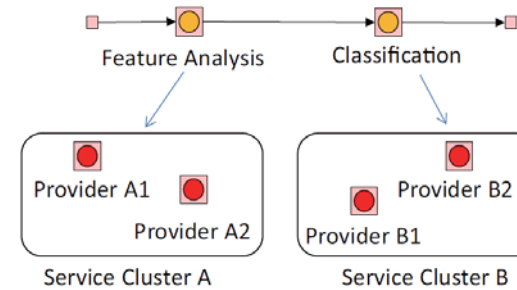 Feature Analysis
Classification
Provider A1
Provider A2
Provider B2
Provider B1
Service Cluster A
Service Cluster B